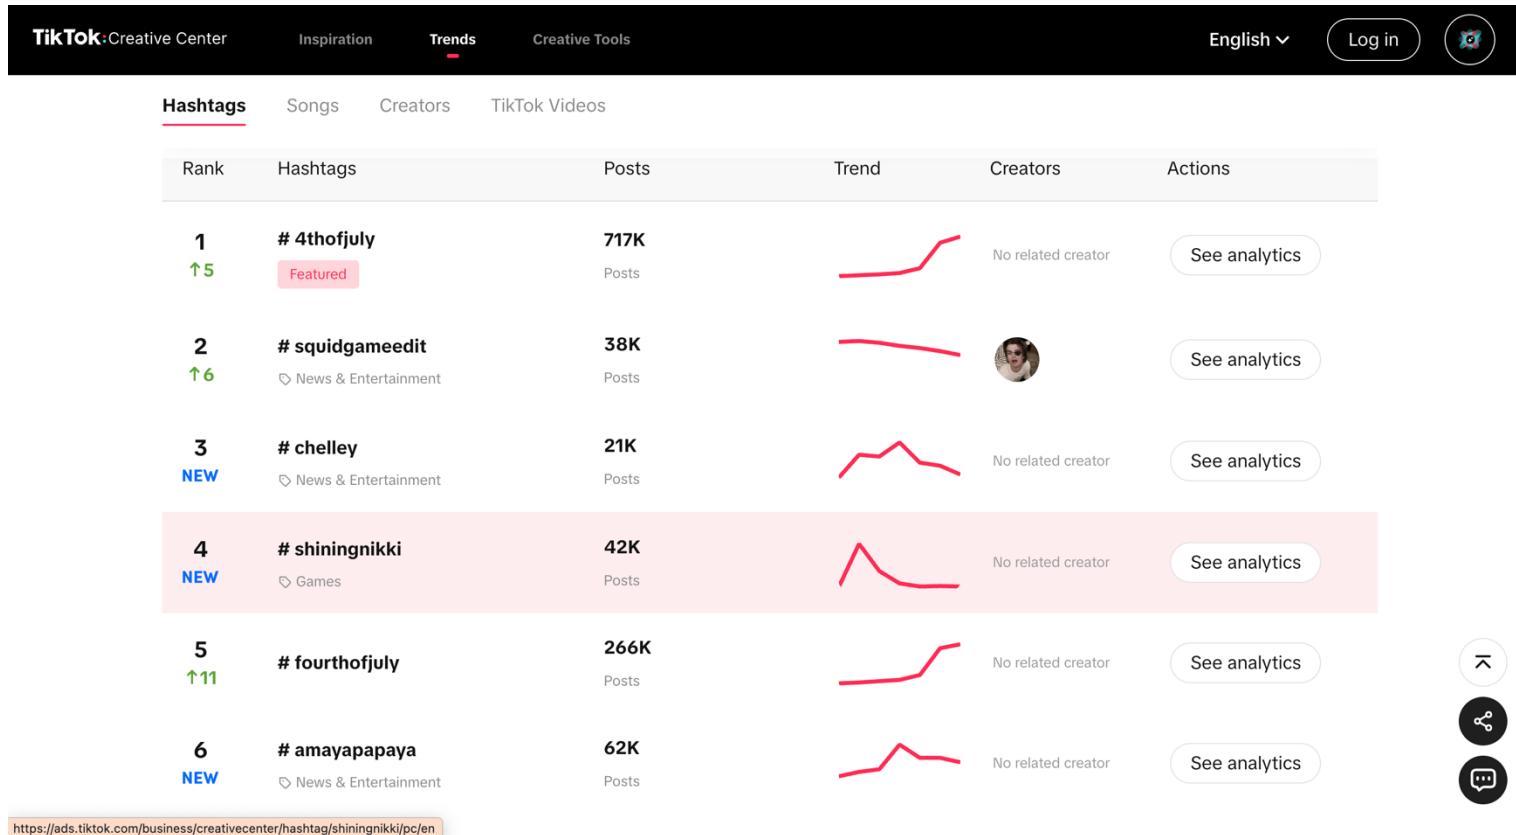 TikTok:Creative Center Inspiration Trends Creative Tools English Log in
Hashtags Songs Creators TikTok Videos
Rank Hashtags Posts Trend Creators Actions
1 # 4thofjuly 717K No related creator See analytics
↑5 Featured Posts
2 # squidgameedit 38K See analytics
↑6 News & Entertainment Posts
3 # chelley 21K No related creator See analytics
NEW News & Entertainment Posts
4 # shiningnikki 42K No related creator See analytics
NEW Games Posts
5 # fourthofjuly 266K No related creator See analytics
↑11 Posts
6 # amayapapaya 62K No related creator See analytics
NEW News & Entertainment Posts
https://ads.tiktok.com/business/creativecenter/hashtag/shiningnikki/pc/en